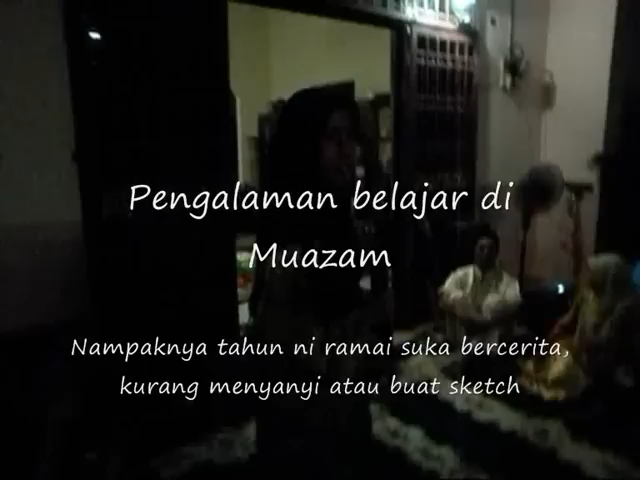 Pengalaman belajar di
Muazam
Nampaknya tahun ni ramai suka bercerita,
kurang menyanyi atau buat sketch